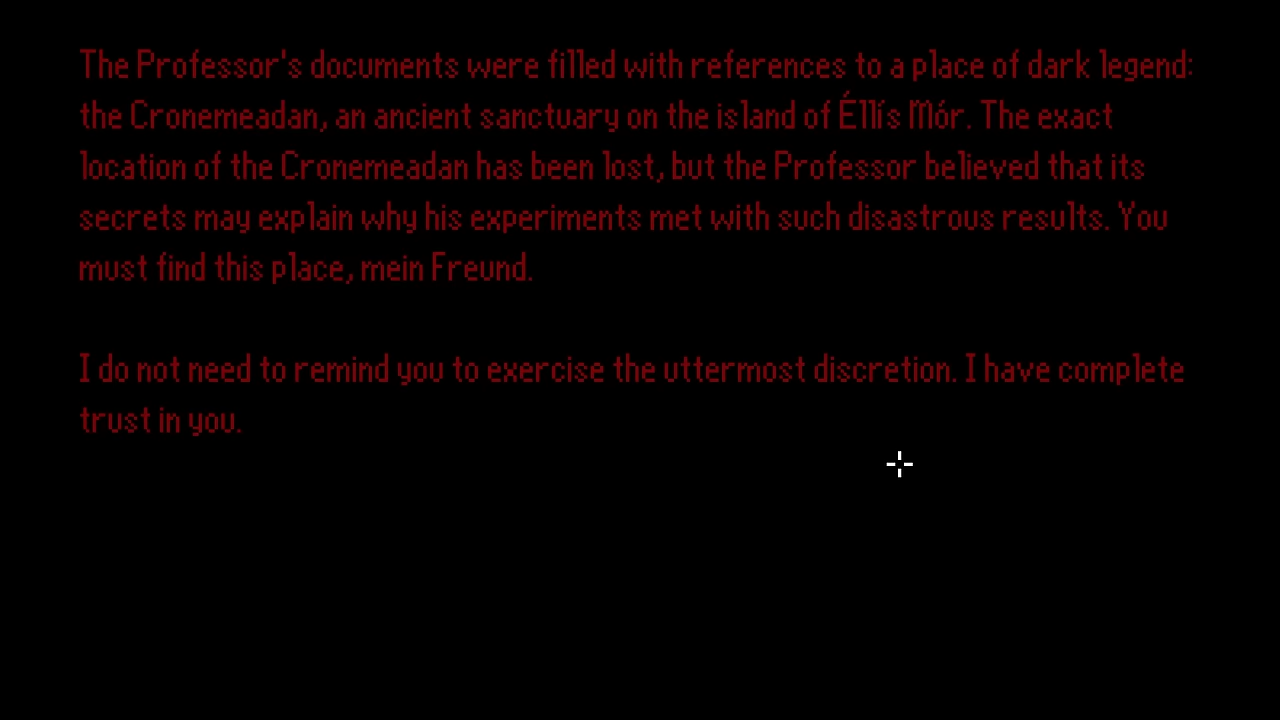 The Professor's documents were filled with references to a place of dark legend:
the Cronemeadan, an ancient sanctuary on the island of Éllís Mór. The exact
location of the Cronemeadan has been lost, but the Professor believed that its
secrets may explain why his experiments met with such disastrous results. You
must find this place, mein Freund.
I do not need to remind you to exercise the uttermost discretion. I have complete
trust in you.